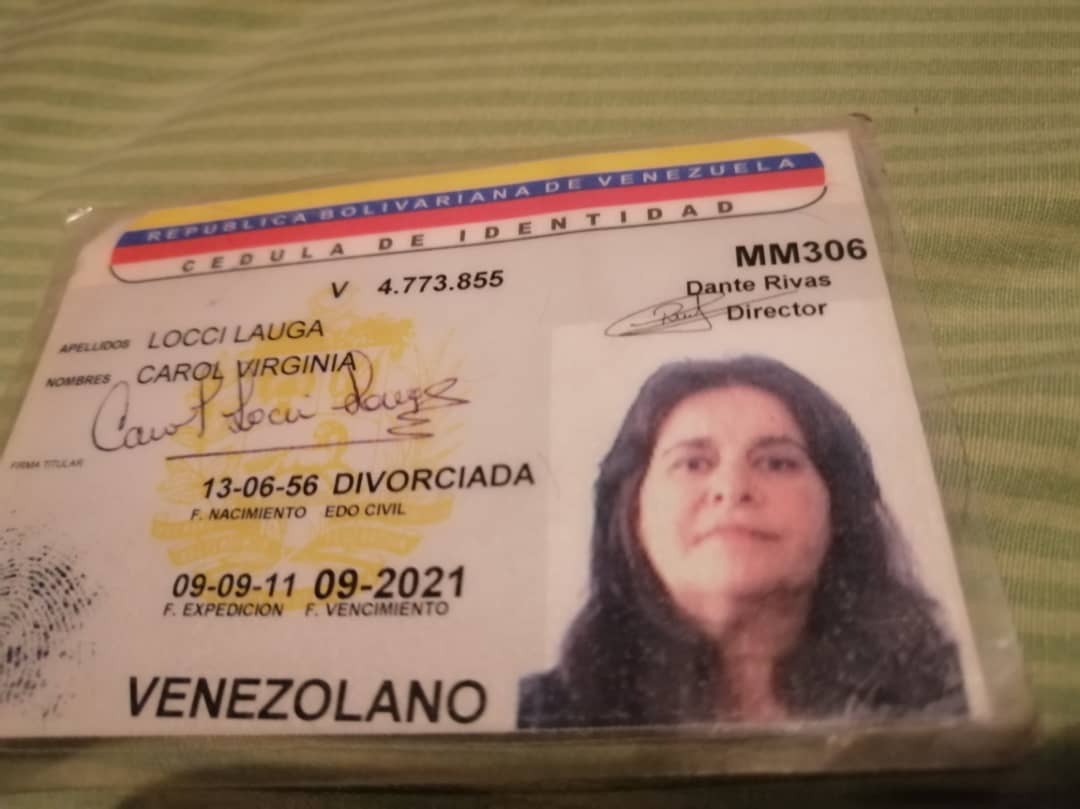 REPUBLICA BOLIVARIANA DE VENEZUELA
CEDULA DE IDENTIDAD
MM306
V 4.773.855
Dante Rivas
Director
APELLIDOS LOCCI LAUGA
NOMBRES CAROL VIRGINIA
Carol Locci Lauga
FIRMA TITULAR
13-06-56 DIVORCIADA
F. NACIMIENTO EDO CIVIL
09-09-11 09-2021
F. EXPEDICION F. VENCIMIENTO
VENEZOLANO